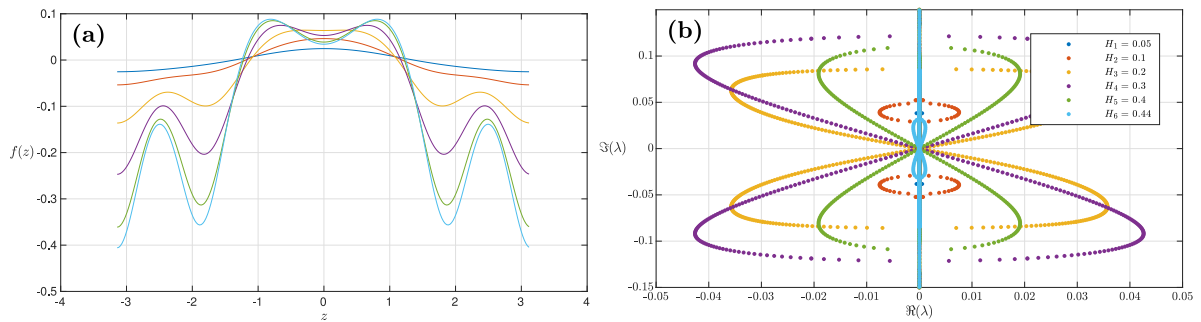 (a)
0.1
0
-0.1
f(z)
-0.2
-0.3
-0.4
-0.5
-4 -3 -2 -1 0 1 2 3 4
z
(b)
H₁ = 0.05
H₂ = 0.1
H₃ = 0.2
H₄ = 0.3
H₅ = 0.4
H₆ = 0.44
0.1
0.05
ℑ(λ)
0
-0.05
-0.1
-0.15
-0.05 -0.04 -0.03 -0.02 -0.01 0 0.01 0.02 0.03 0.04 0.05
ℜ(λ)